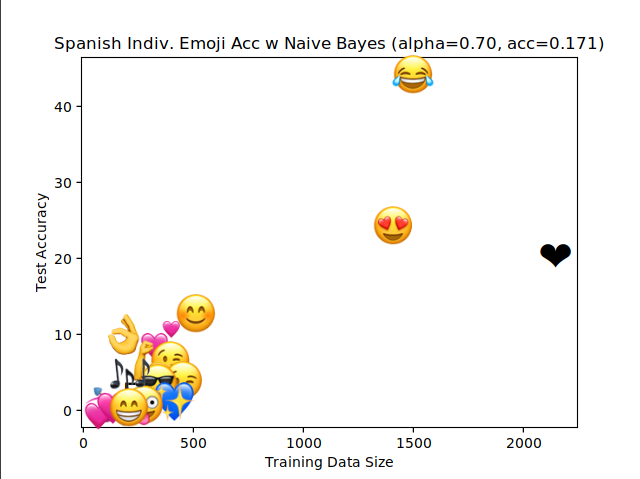 Spanish Indiv. Emoji Acc w Naive Bayes (alpha=0.70, acc=0.171)
Test Accuracy
40
30
20
10
0
0 500 1000 1500 2000
Training Data Size